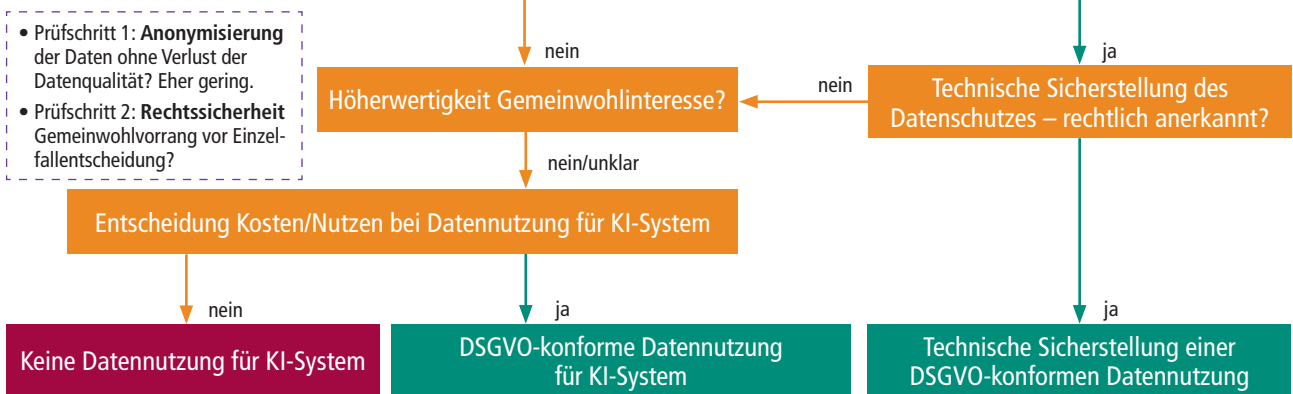 • Prüfschritt 1: Anonymisierung
der Daten ohne Verlust der
Datenqualität? Eher gering.
• Prüfschritt 2: Rechtssicherheit
Gemeinwohlvorrang vor Einzel-
fallentscheidung?
nein
ja
Höherwertigkeit Gemeinwohlinteresse?
nein
Technische Sicherstellung des
Datenschutzes – rechtlich anerkannt?
nein/unklar
Entscheidung Kosten/Nutzen bei Datennutzung für KI-System
nein
ja
ja
Keine Datennutzung für KI-System
DSGVO-konforme Datennutzung
für KI-System
Technische Sicherstellung einer
DSGVO-konformen Datennutzung